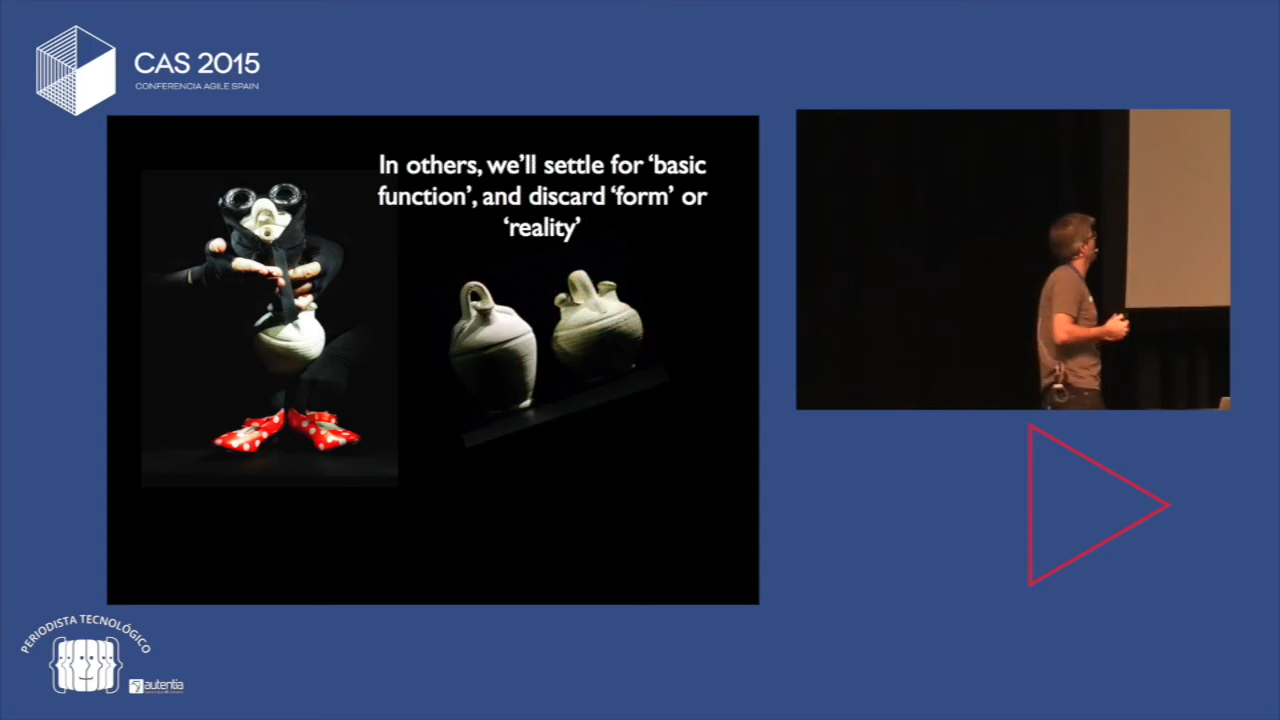 CAS 2015
CONFERENCIA AGILE SPAIN
In others, we'll settle for 'basic
function', and discard 'form' or
'reality'
PERIODISTA TECNOLÓGICO
autentia